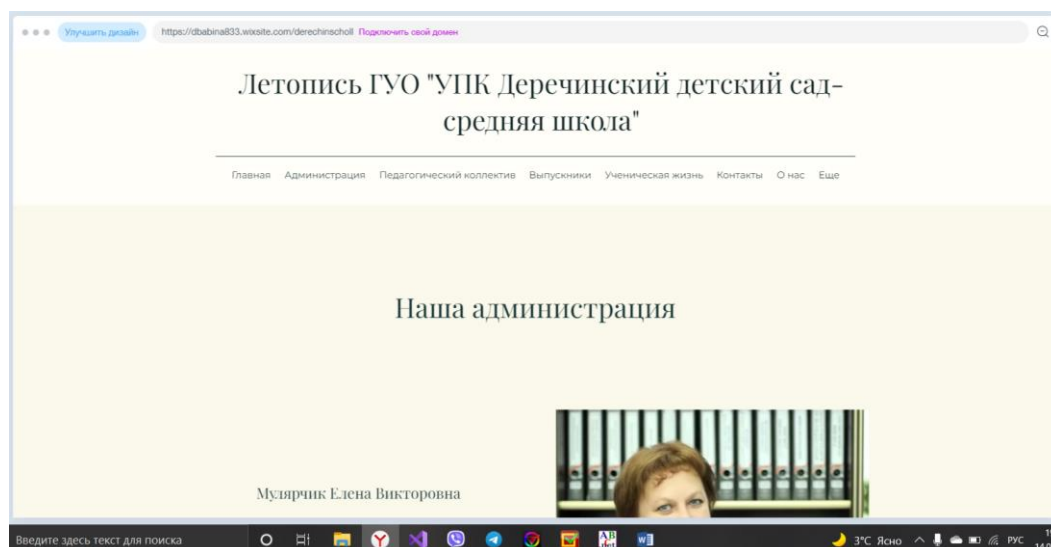 Улучшить дизайн https://dbabina833.wixsite.com/derechinscholl Подключить свой домен
Летопись ГУО "УПК Деречинский детский сад-
средняя школа"
Главная Администрация Педагогический коллектив Выпускники Ученическая жизнь Контакты О нас Еще
Наша администрация
Мулярчик Елена Викторовна
Введите здесь текст для поиска 3°C Ясно РУС